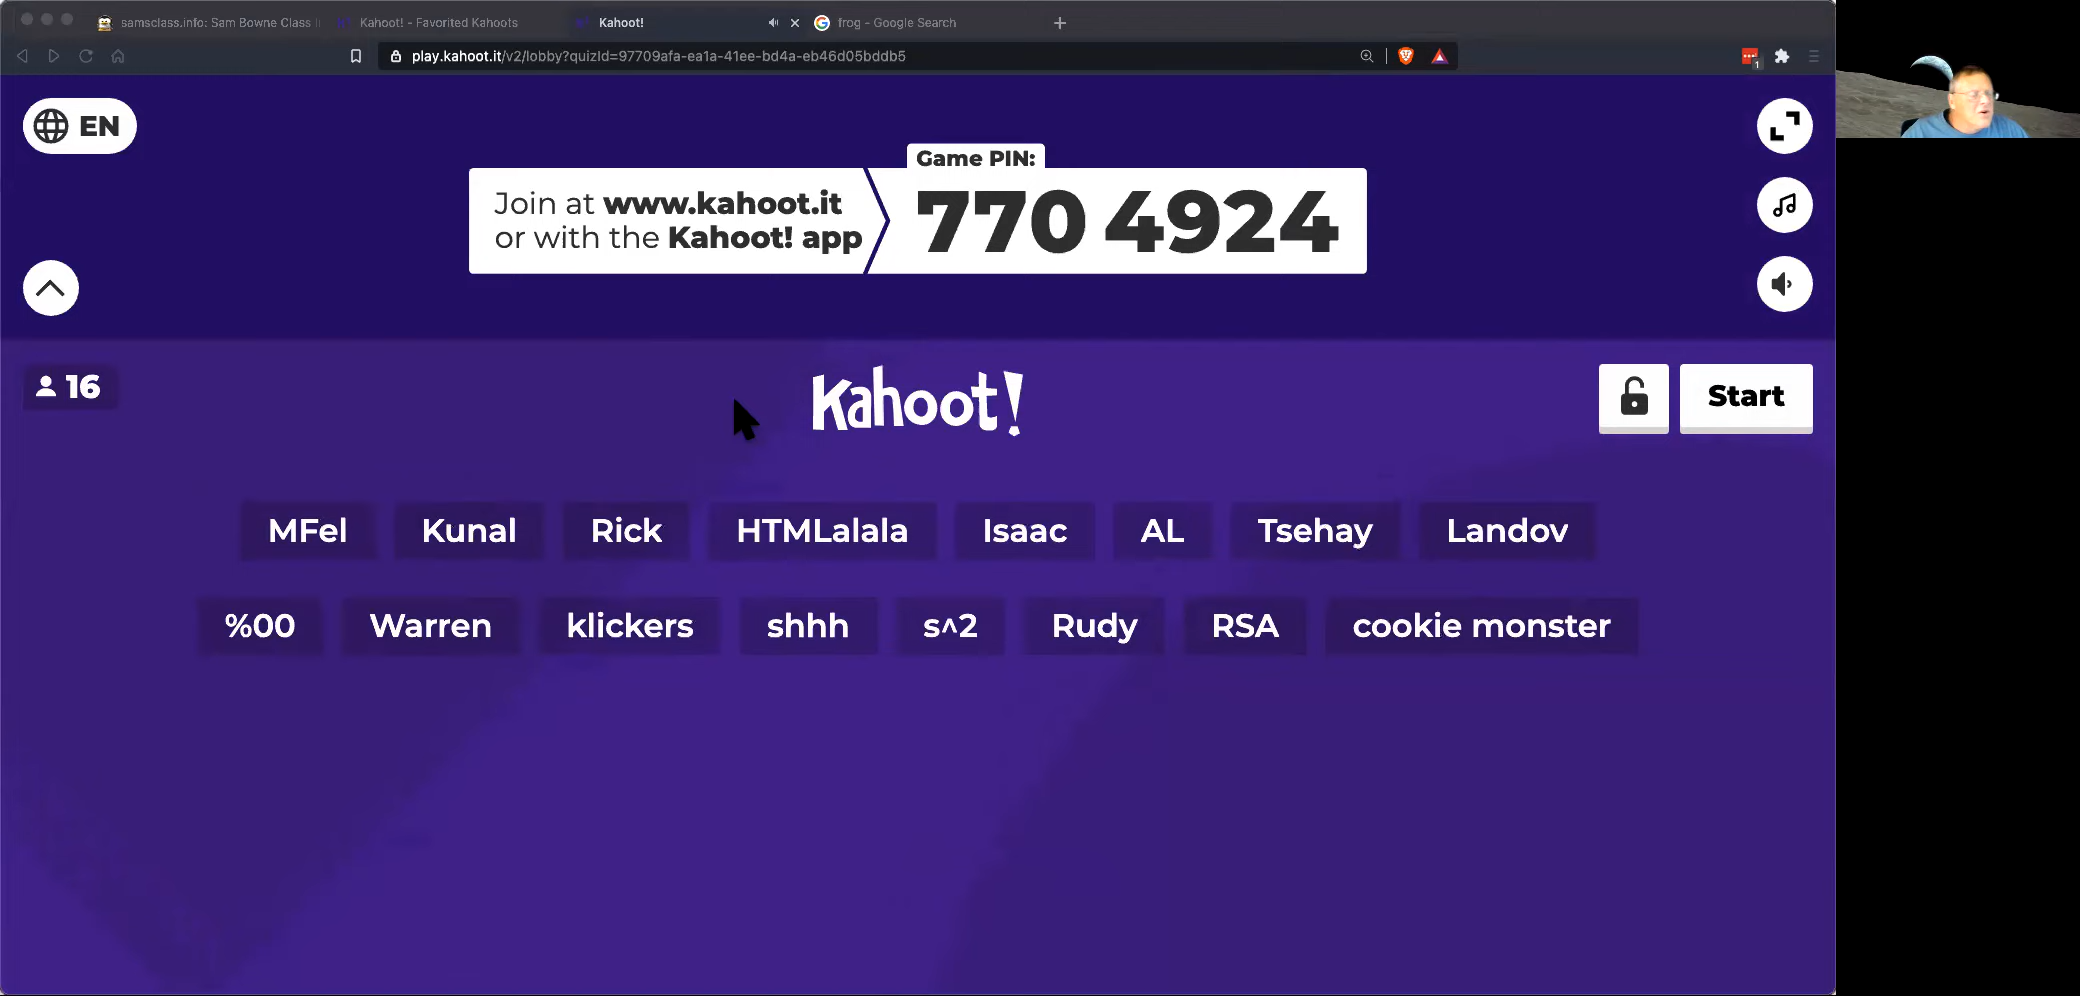 samsclass.info: Sam Bowne Class I
Kahoot! - Favorited Kahoots
Kahoot!
frog - Google Search
play.kahoot.it/v2/lobby?quizId=97709afa-ea1a-41ee-bd4a-eb46d05bddb5
1
EN
Game PIN:
Join at www.kahoot.it
or with the Kahoot! app
770 4924
16
Kahoot!
Start
MFel Kunal Rick HTMLalala Isaac AL Tsehay Landov
%00 Warren klickers shhh s^2 Rudy RSA cookie monster